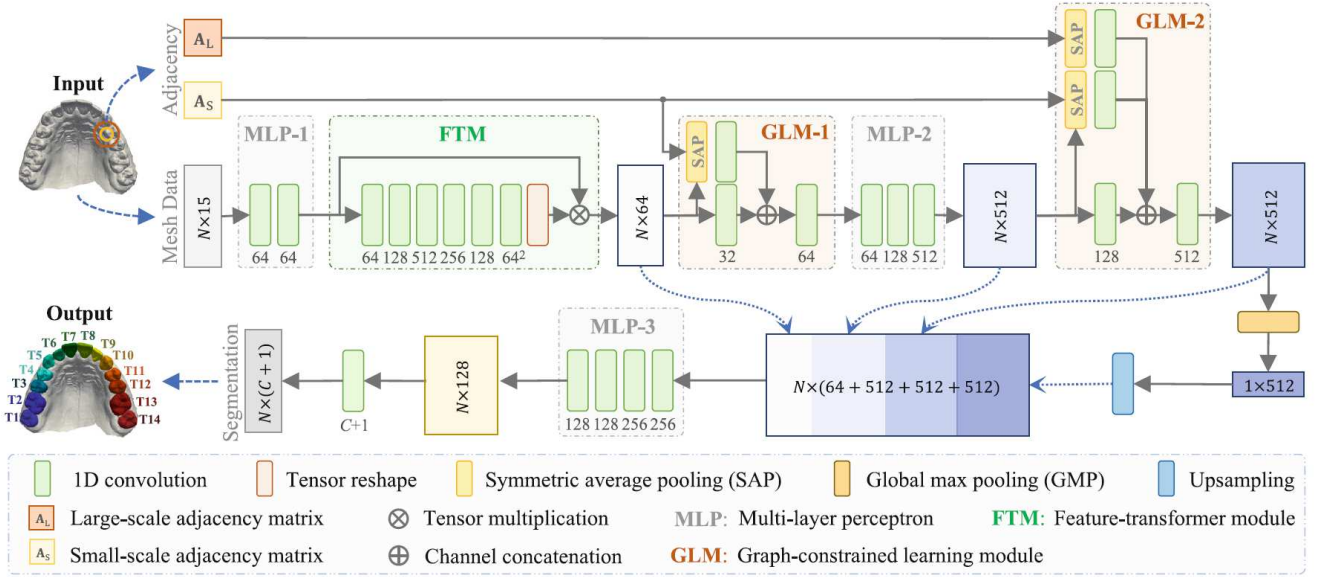 GLM-2
Adjacency
A_L
SAP
Input
A_S
SAP
MLP-1
FTM
GLM-1
MLP-2
SAP
Mesh Data
N×15
N×64
N×512
N×512
64 64
64 128 512 256 128 64²
32
64
64 128 512
128
512
Output
T1 T2 T3 T4 T5 T6 T7 T8 T9 T10 T11 T12 T13 T14
Segmentation
N×(C + 1)
C+1
N×128
MLP-3
128 128 256 256
N×(64 + 512 + 512 + 512)
1×512
1D convolution
Tensor reshape
Symmetric average pooling (SAP)
Global max pooling (GMP)
Upsampling
A_L Large-scale adjacency matrix
Tensor multiplication
MLP: Multi-layer perceptron
FTM: Feature-transformer module
A_S Small-scale adjacency matrix
Channel concatenation
GLM: Graph-constrained learning module